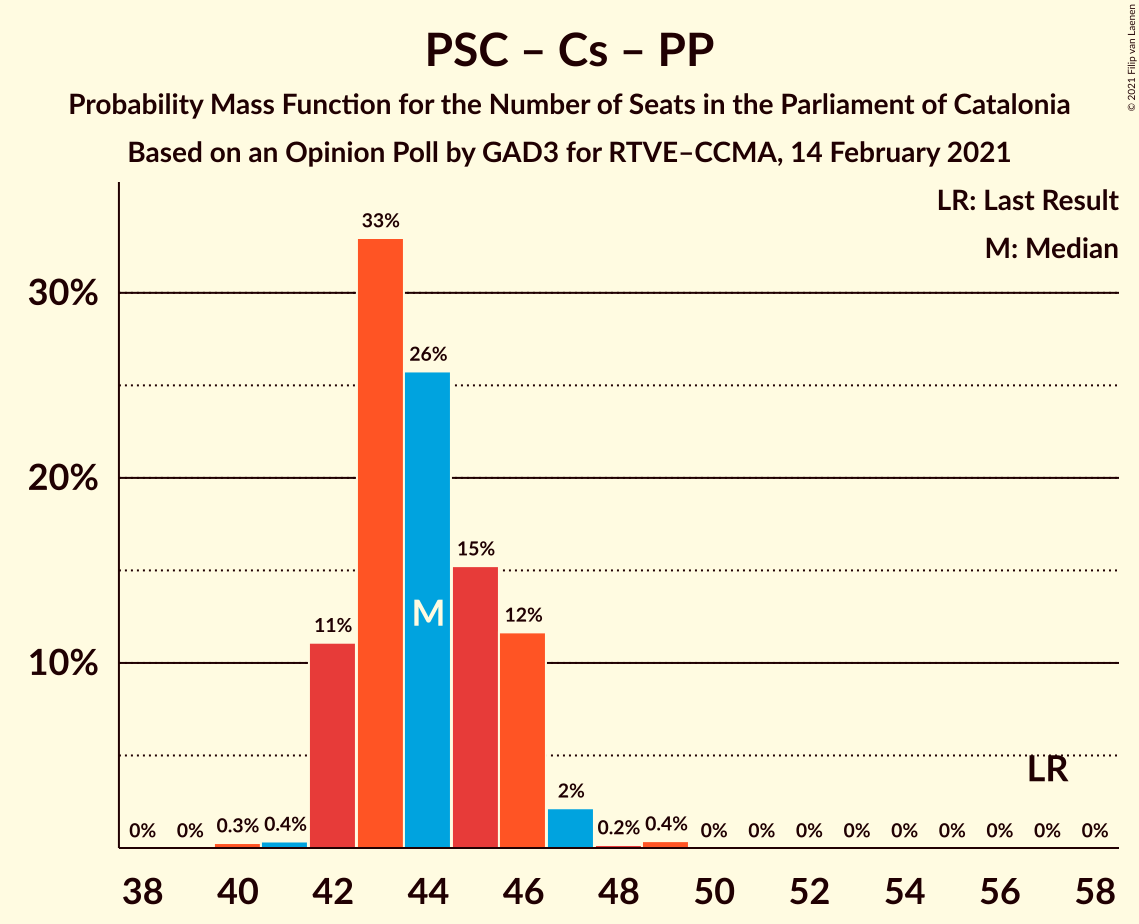 PSC – Cs – PP
Probability Mass Function for the Number of Seats in the Parliament of Catalonia
Based on an Opinion Poll by GAD3 for RTVE–CCMA, 14 February 2021
© 2021 Filip van Laenen
LR: Last Result
M: Median
30%
20%
10%
0% 0% 0.3% 0.4% 11% 33% 26% 15% 12% 2% 0.2% 0.4% 0% 0% 0% 0% 0% 0% 0% 0% 0%
M
LR
38 40 42 44 46 48 50 52 54 56 58